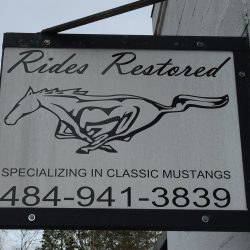 Rides Restored
SPECIALIZING IN CLASSIC MUSTANGS
484-941-3839